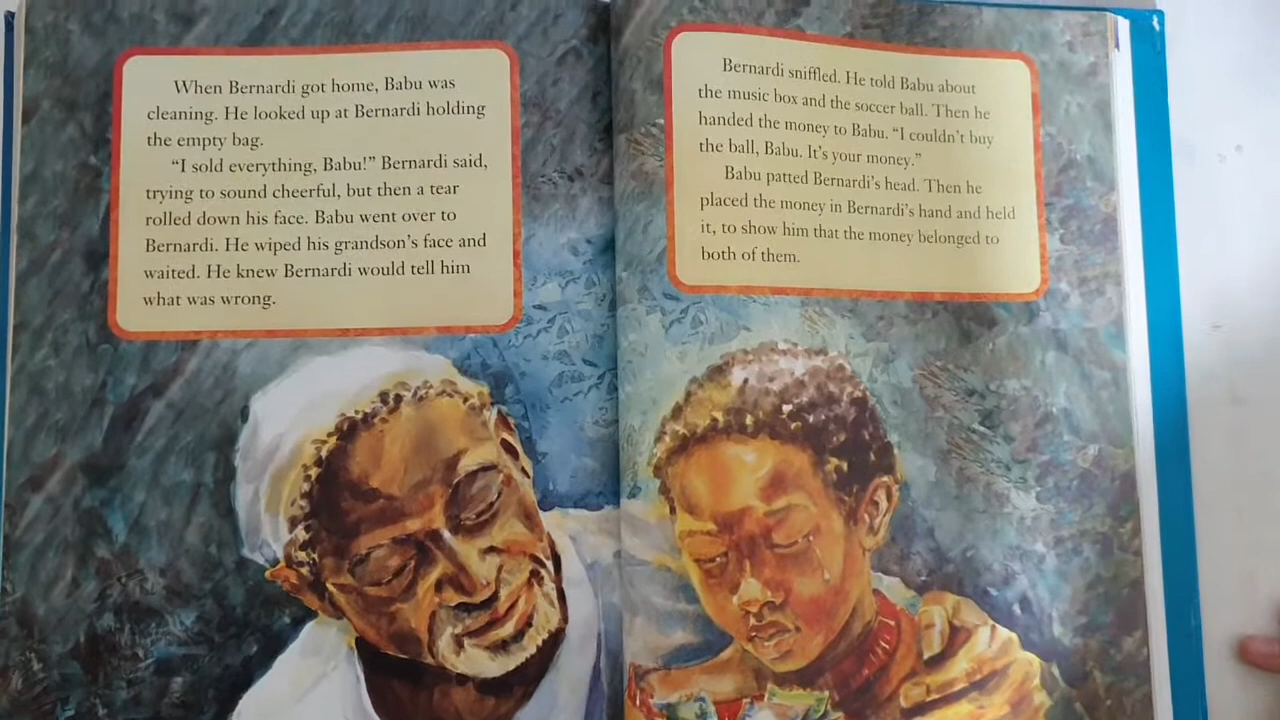 When Bernardi got home, Babu was
cleaning. He looked up at Bernardi holding
the empty bag.
“I sold everything, Babu!” Bernardi said,
trying to sound cheerful, but then a tear
rolled down his face. Babu went over to
Bernardi. He wiped his grandson’s face and
waited. He knew Bernardi would tell him
what was wrong.
Bernardi sniffled. He told Babu about
the music box and the soccer ball. Then he
handed the money to Babu. “I couldn’t buy
the ball, Babu. It’s your money.”
Babu patted Bernardi’s head. Then he
placed the money in Bernardi’s hand and held
it, to show him that the money belonged to
both of them.